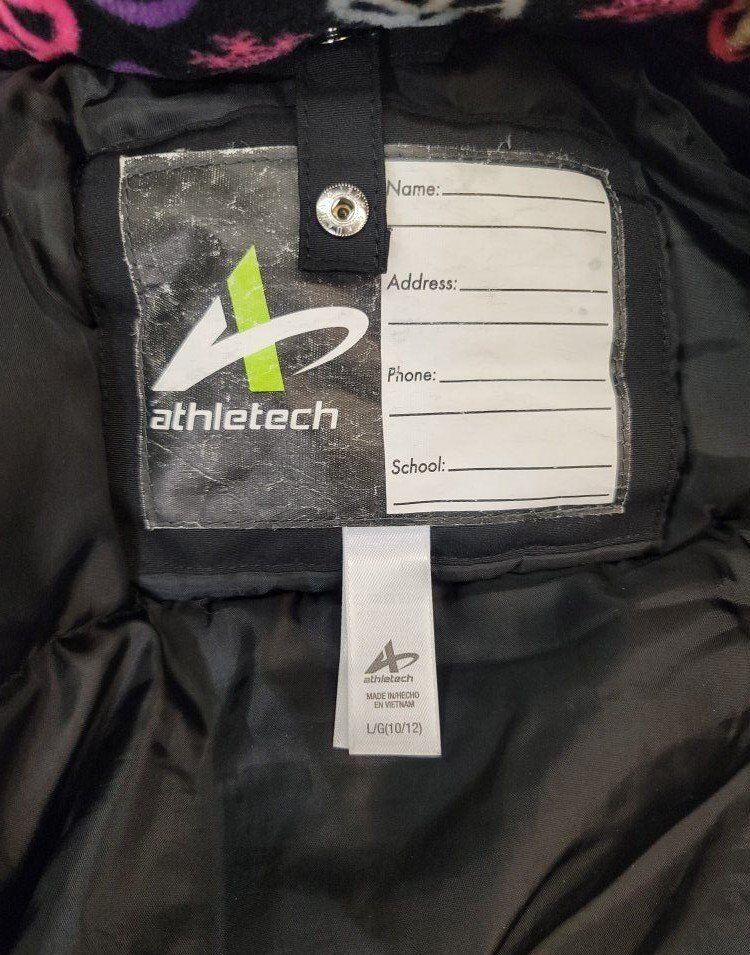 Name:
Address:
Phone:
School:
athletech
athletech
MADE IN/HECHO
EN VIETNAM
L/G(10/12)